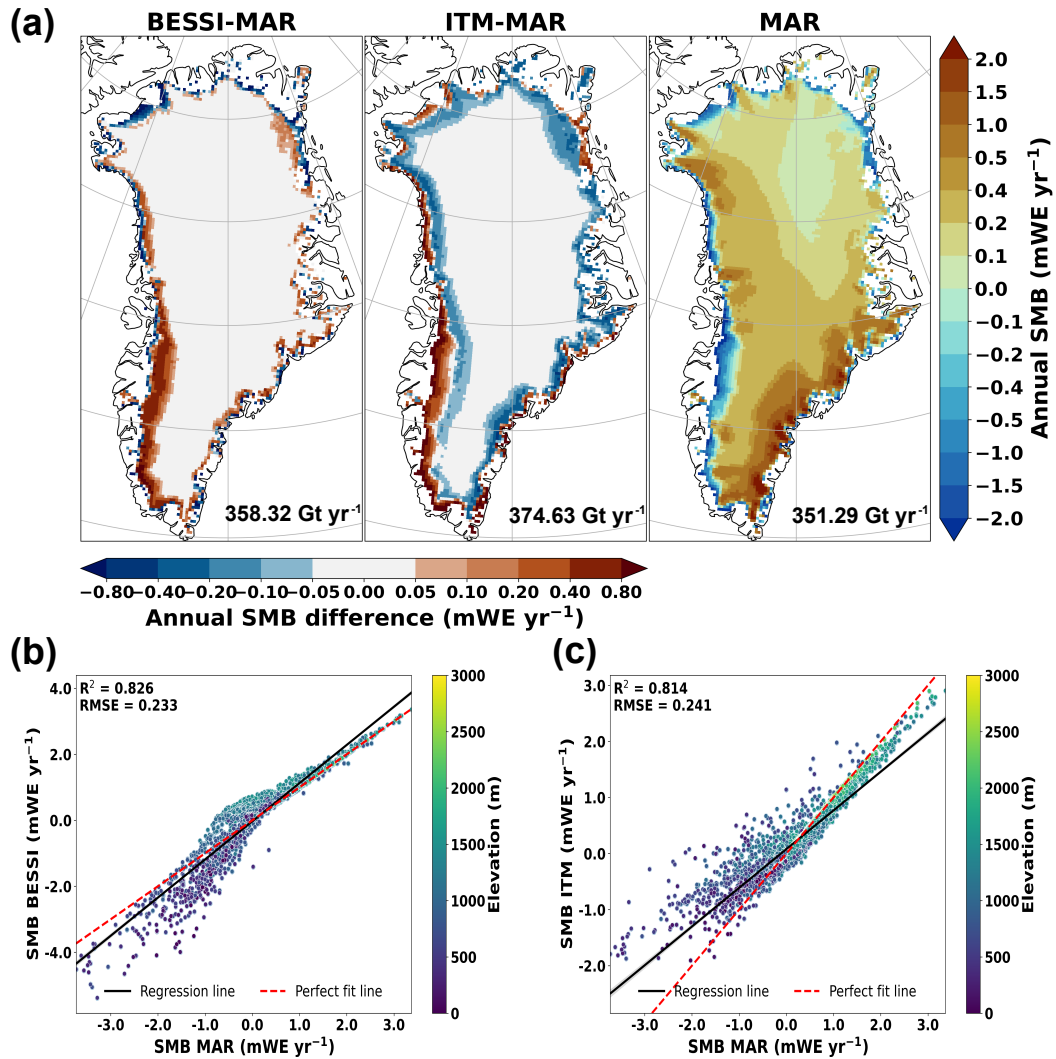 (a)
BESSI-MAR
ITM-MAR
MAR
358.32 Gt yr⁻¹
374.63 Gt yr⁻¹
351.29 Gt yr⁻¹
2.0
1.5
1.0
0.5
0.4
0.2
0.1
0.0
−0.1
−0.2
−0.4
−0.5
−1.0
−1.5
−2.0
Annual SMB (mWE yr⁻¹)
−0.80 −0.40 −0.20 −0.10 −0.05 0.00 0.05 0.10 0.20 0.40 0.80
Annual SMB difference (mWE yr⁻¹)
(b)
R² = 0.826
RMSE = 0.233
4.0
2.0
0.0
-2.0
-4.0
SMB BESSI (mWE yr⁻¹)
Regression line
Perfect fit line
-3.0 -2.0 -1.0 0.0 1.0 2.0 3.0
SMB MAR (mWE yr⁻¹)
3000
2500
2000
1500
1000
500
0
Elevation (m)
(c)
R² = 0.814
RMSE = 0.241
3.0
2.0
1.0
0.0
-1.0
-2.0
SMB ITM (mWE yr⁻¹)
Regression line
Perfect fit line
-3.0 -2.0 -1.0 0.0 1.0 2.0 3.0
SMB MAR (mWE yr⁻¹)
3000
2500
2000
1500
1000
500
0
Elevation (m)